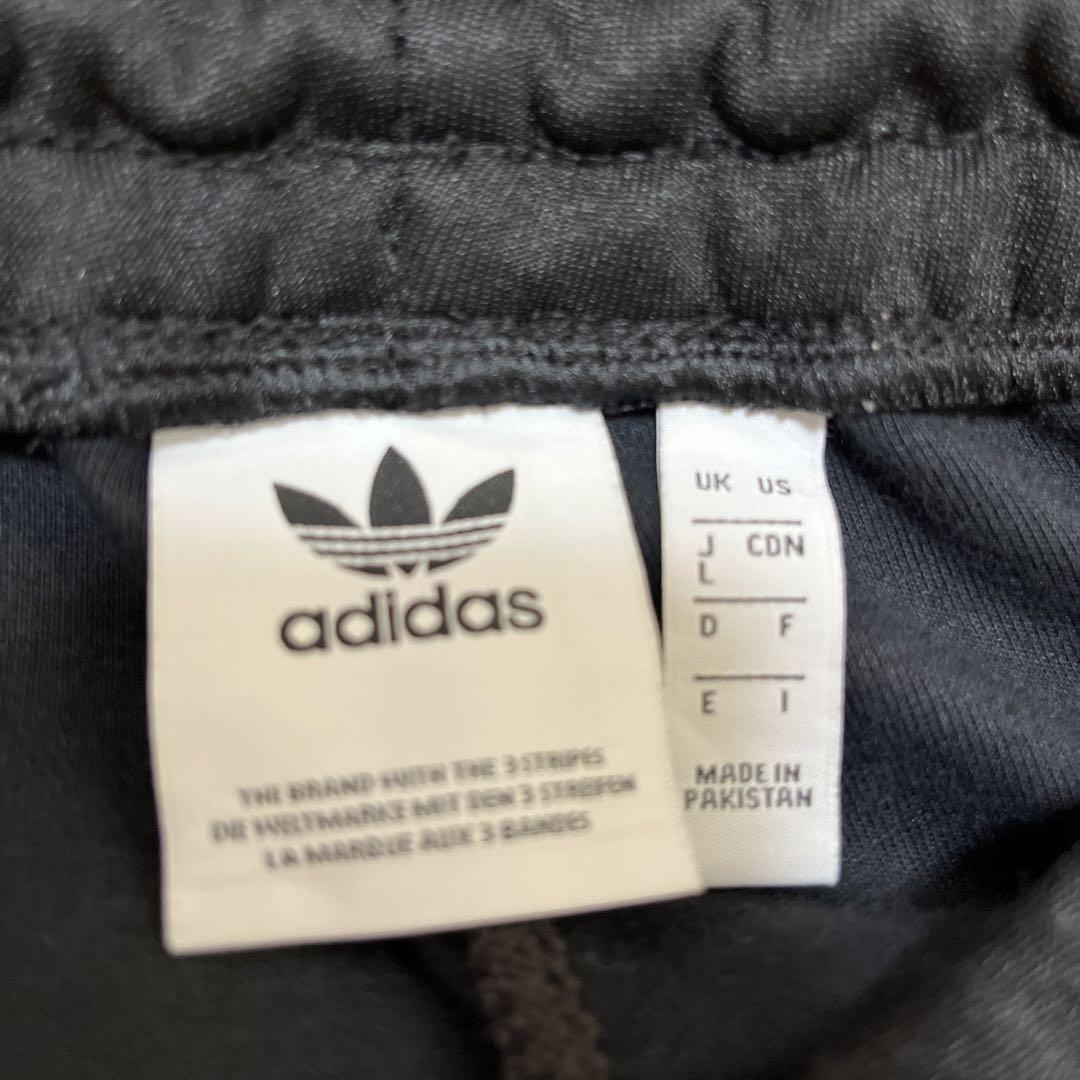 adidas
THE BRAND WITH THE 3 STRIPES
DIE WELTMARKE MIT DEN 3 STREIFEN
LA MARQUE AUX 3 BANDES
UK US
J CDN
L
D F
E I
MADE IN
PAKISTAN